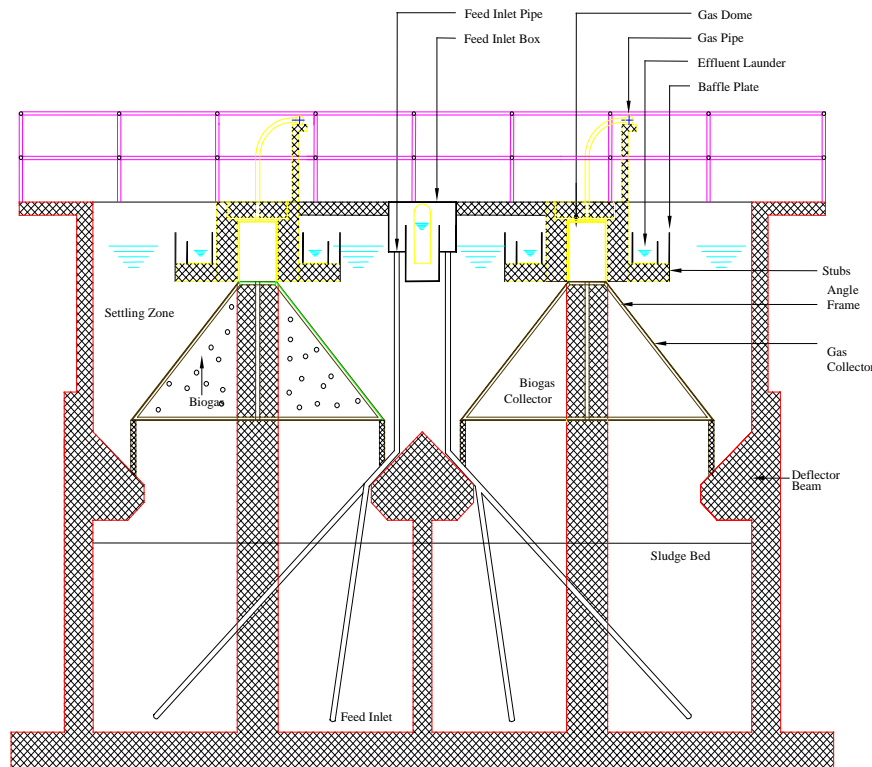 Feed Inlet Pipe
Feed Inlet Box
Gas Dome
Gas Pipe
Effluent Launder
Baffle Plate
Stubs
Angle
Frame
Settling Zone
Gas
Collector
Biogas
Biogas
Collector
Deflector
Beam
Sludge Bed
Feed Inlet